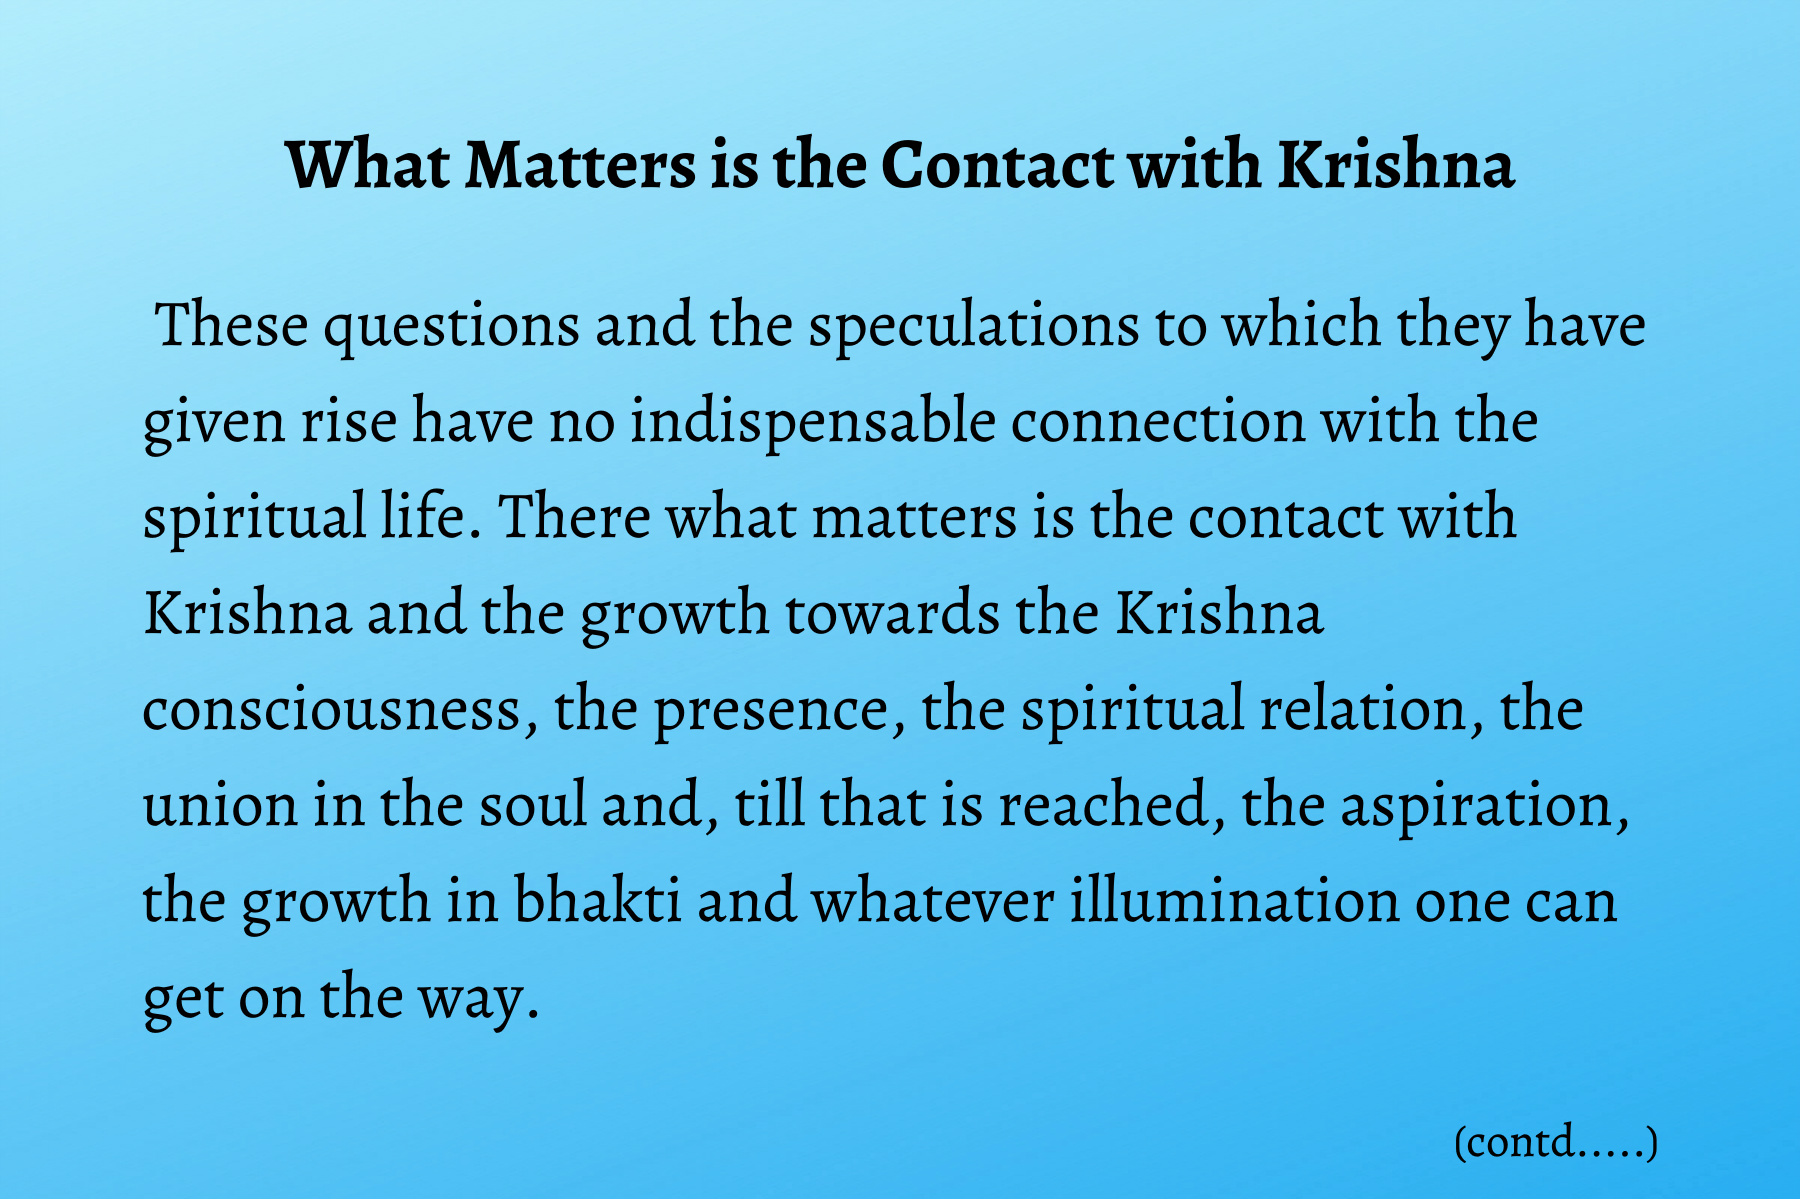 What Matters is the Contact with Krishna
These questions and the speculations to which they have
given rise have no indispensable connection with the
spiritual life. There what matters is the contact with
Krishna and the growth towards the Krishna
consciousness, the presence, the spiritual relation, the
union in the soul and, till that is reached, the aspiration,
the growth in bhakti and whatever illumination one can
get on the way.
(contd.....)